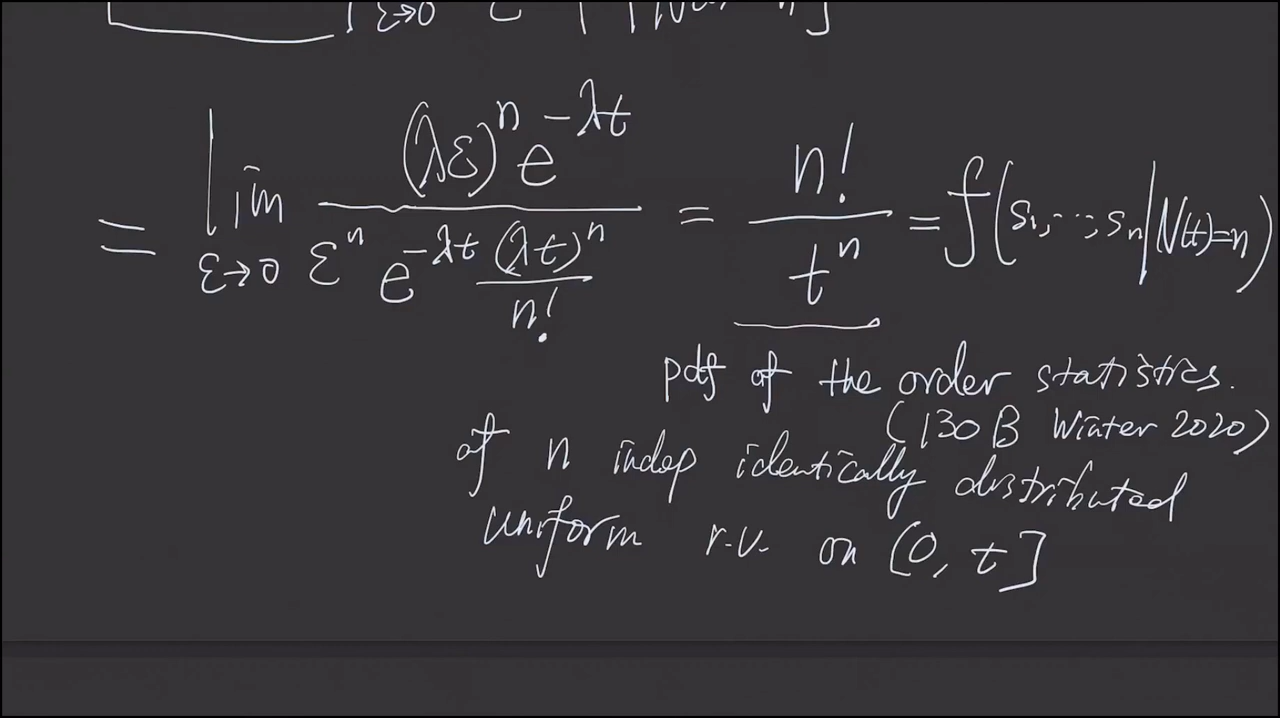 ε→0 ε
= lim ε→0 (λε)^n e^{-λt} / (ε^n e^{-λt} (λt)^n / n!) = n! / t^n = f(s₁, ..., sₙ | N(t)=n)
pdf of the order statistics.
(130 B Winter 2020)
of n indep identically distributed
uniform r.v. on [0, t]